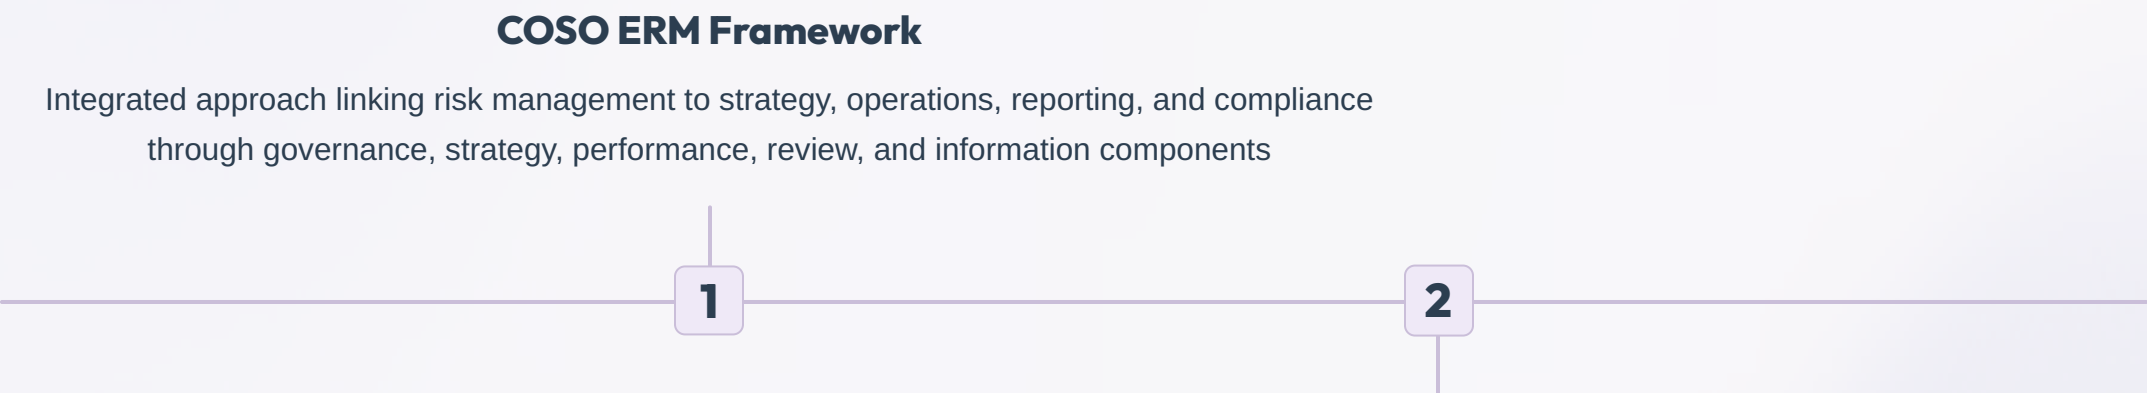 COSO ERM Framework
Integrated approach linking risk management to strategy, operations, reporting, and compliance
through governance, strategy, performance, review, and information components
1
2